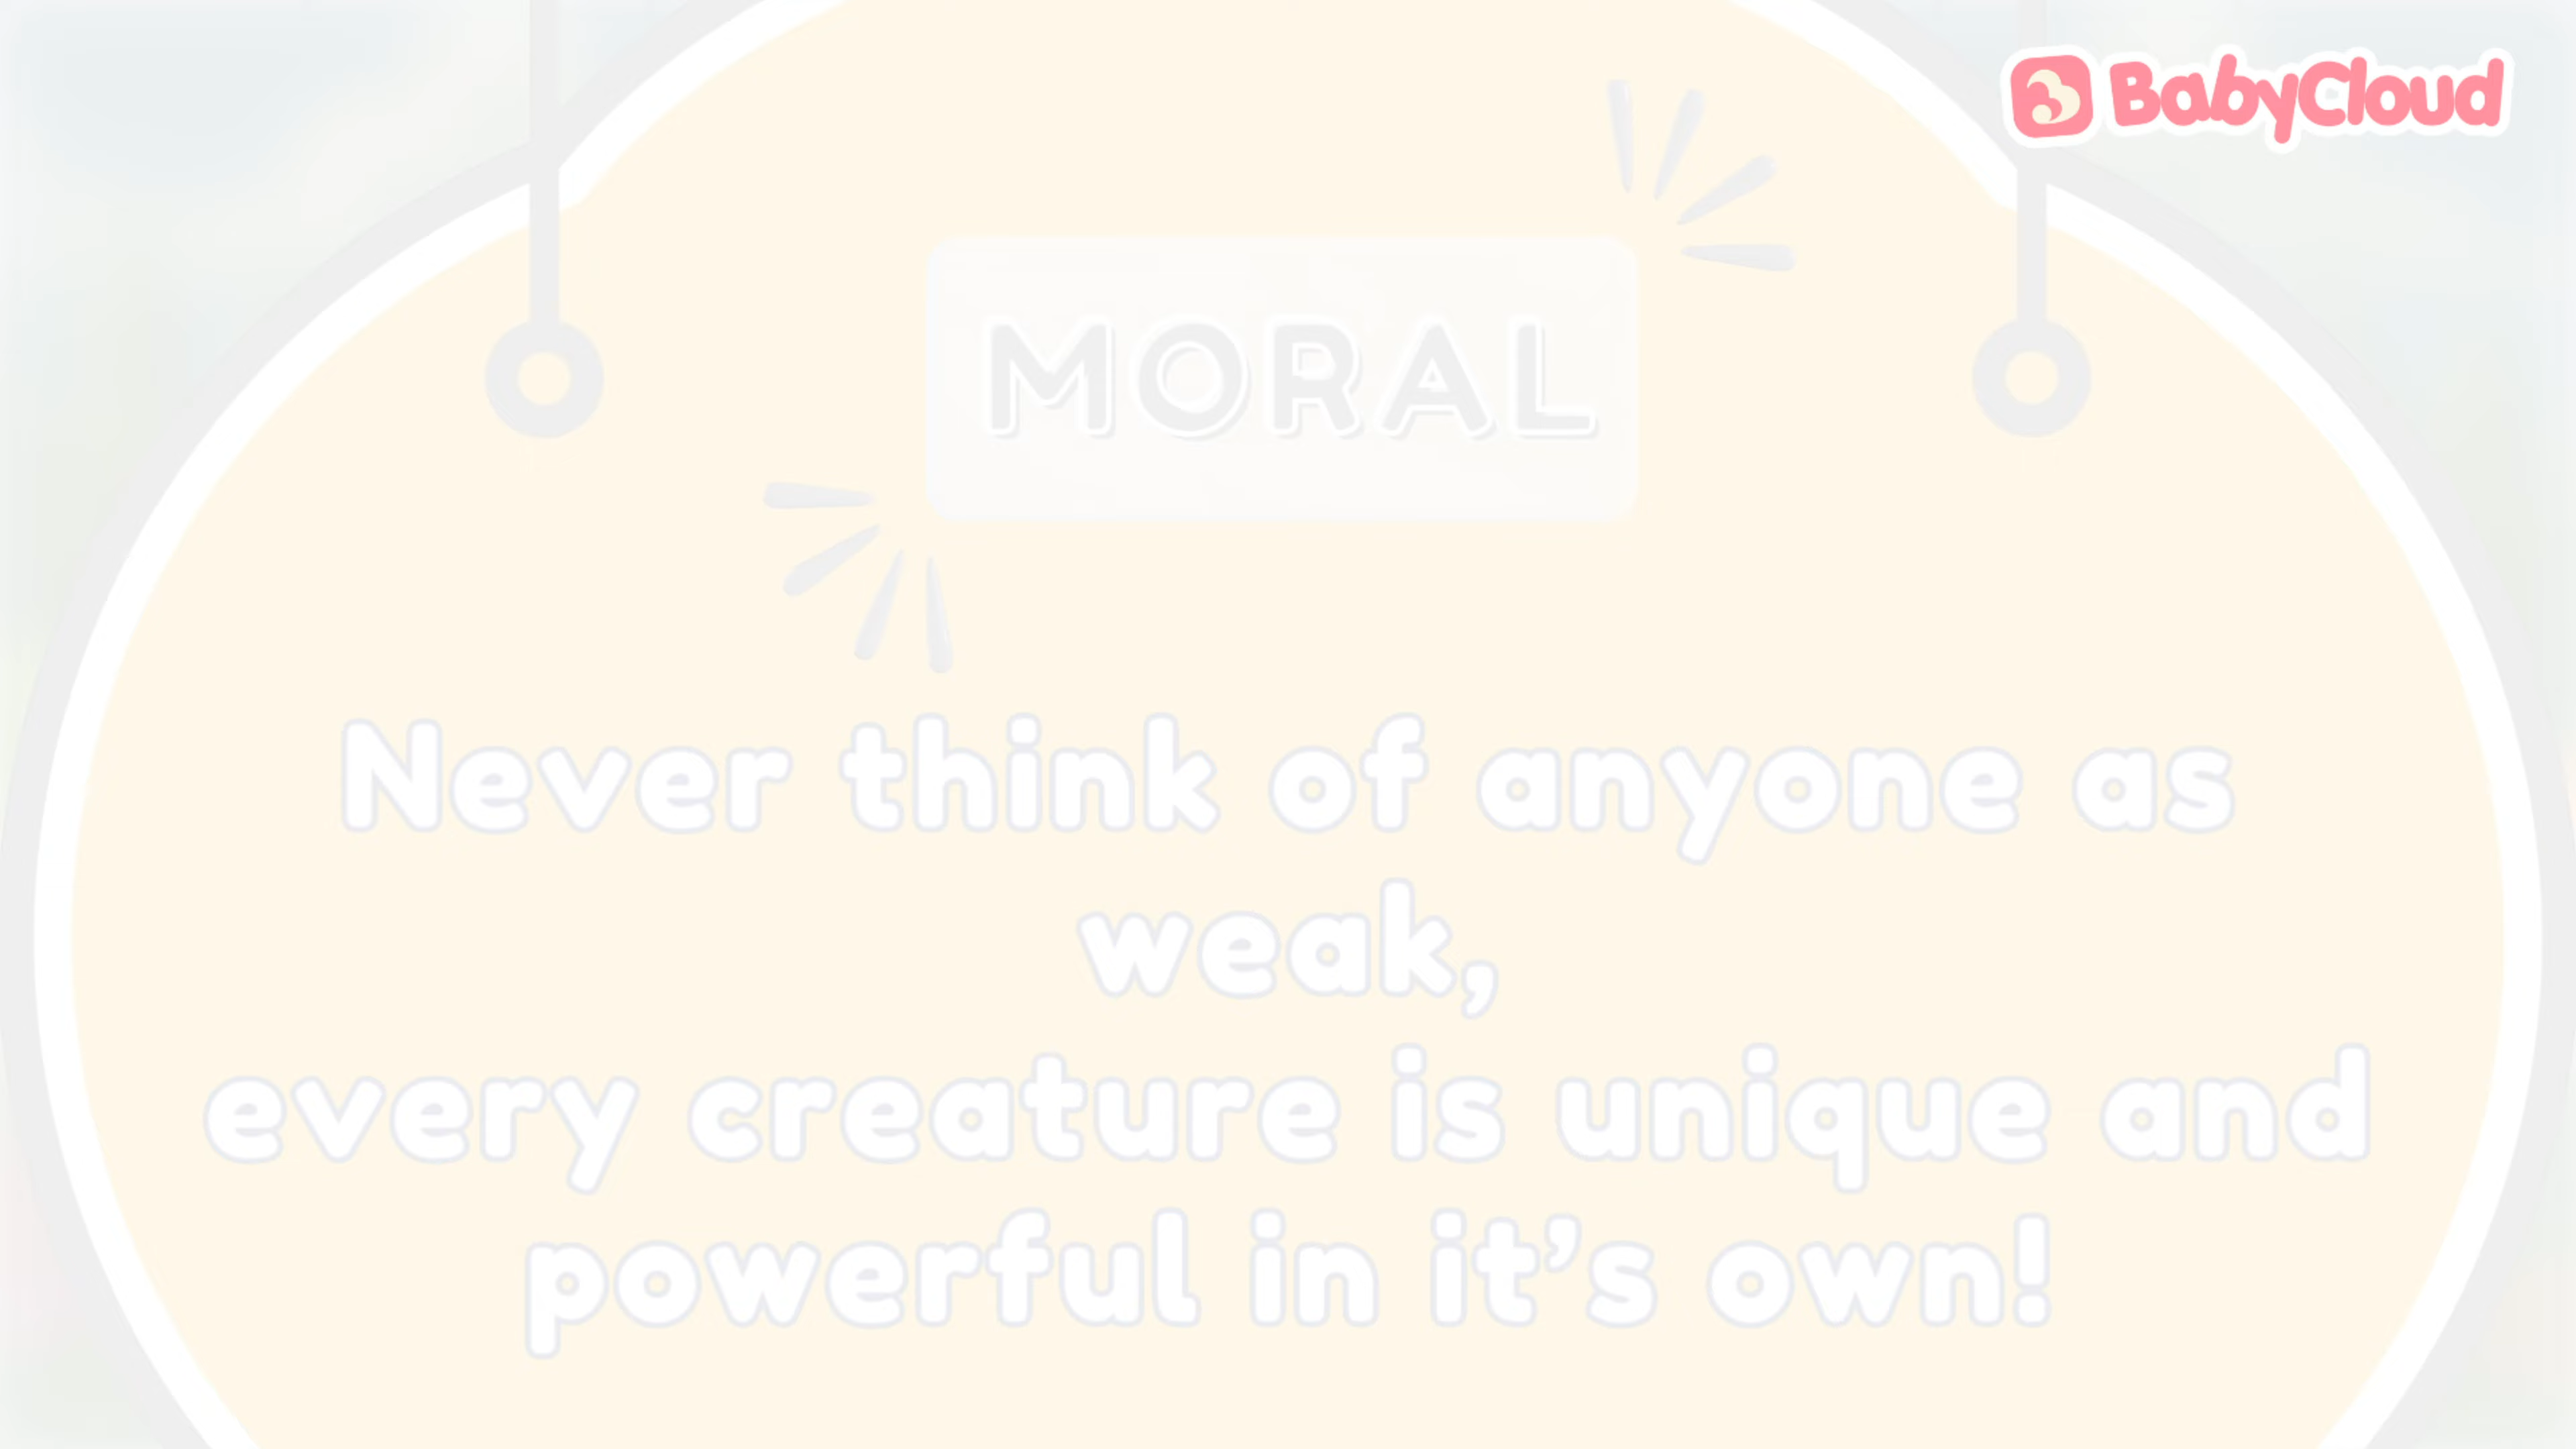 BabyCloud
MORAL
Never think of anyone as
weak,
every creature is unique and
powerful in it’s own!